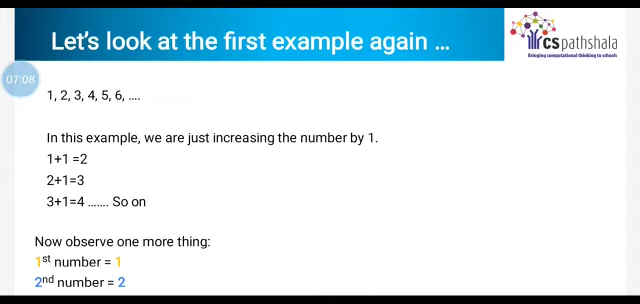 Let's look at the first example again ...
CSpathshala
Bringing computational thinking to schools
07:08
1, 2, 3, 4, 5, 6, ....
In this example, we are just increasing the number by 1.
1+1 =2
2+1=3
3+1=4 ....... So on
Now observe one more thing:
1st number = 1
2nd number = 2